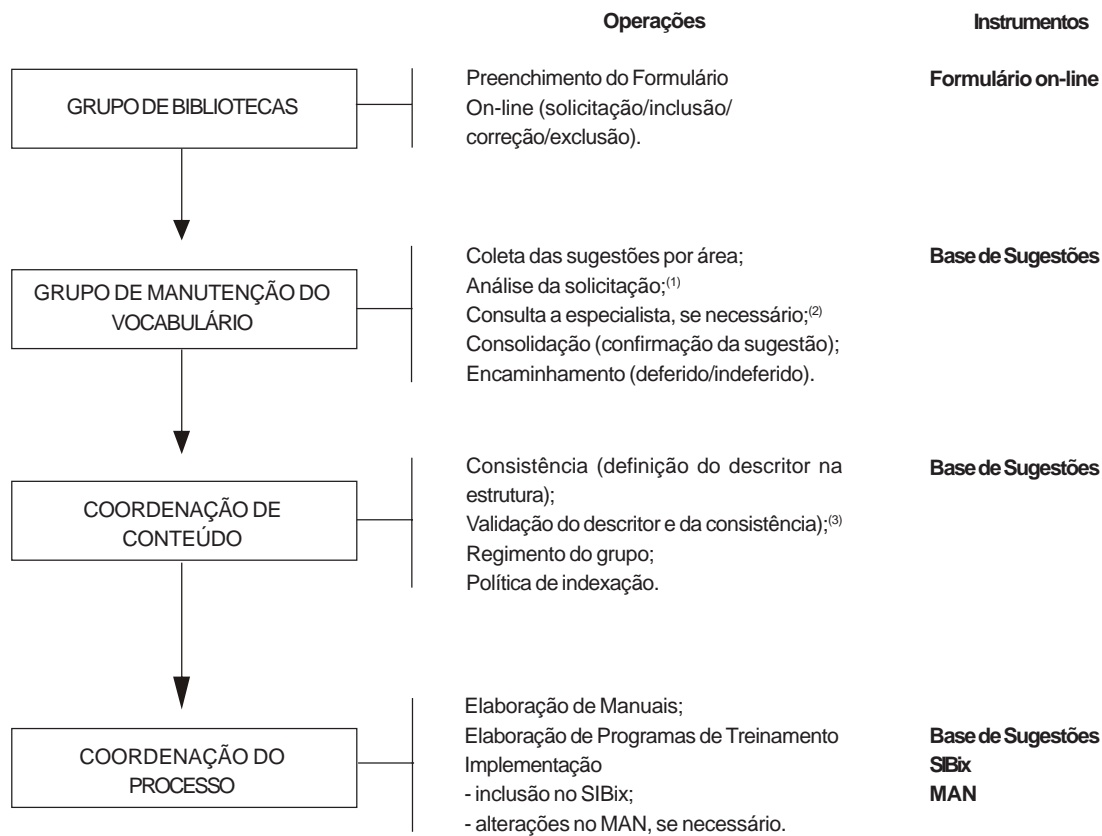 Operações Instrumentos
GRUPO DE BIBLIOTECAS
Preenchimento do Formulário
On-line (solicitação/inclusão/
correção/exclusão).
Formulário on-line
GRUPO DE MANUTENÇÃO DO
VOCABULÁRIO
Coleta das sugestões por área;
Análise da solicitação;(1)
Consulta a especialista, se necessário;(2)
Consolidação (confirmação da sugestão);
Encaminhamento (deferido/indeferido).
Base de Sugestões
COORDENAÇÃO DE
CONTEÚDO
Consistência (definição do descritor na
estrutura);
Validação do descritor e da consistência);(3)
Regimento do grupo;
Política de indexação.
Base de Sugestões
COORDENAÇÃO DO
PROCESSO
Elaboração de Manuais;
Elaboração de Programas de Treinamento
Implementação
- inclusão no SIBix;
- alterações no MAN, se necessário.
Base de Sugestões
SIBix
MAN